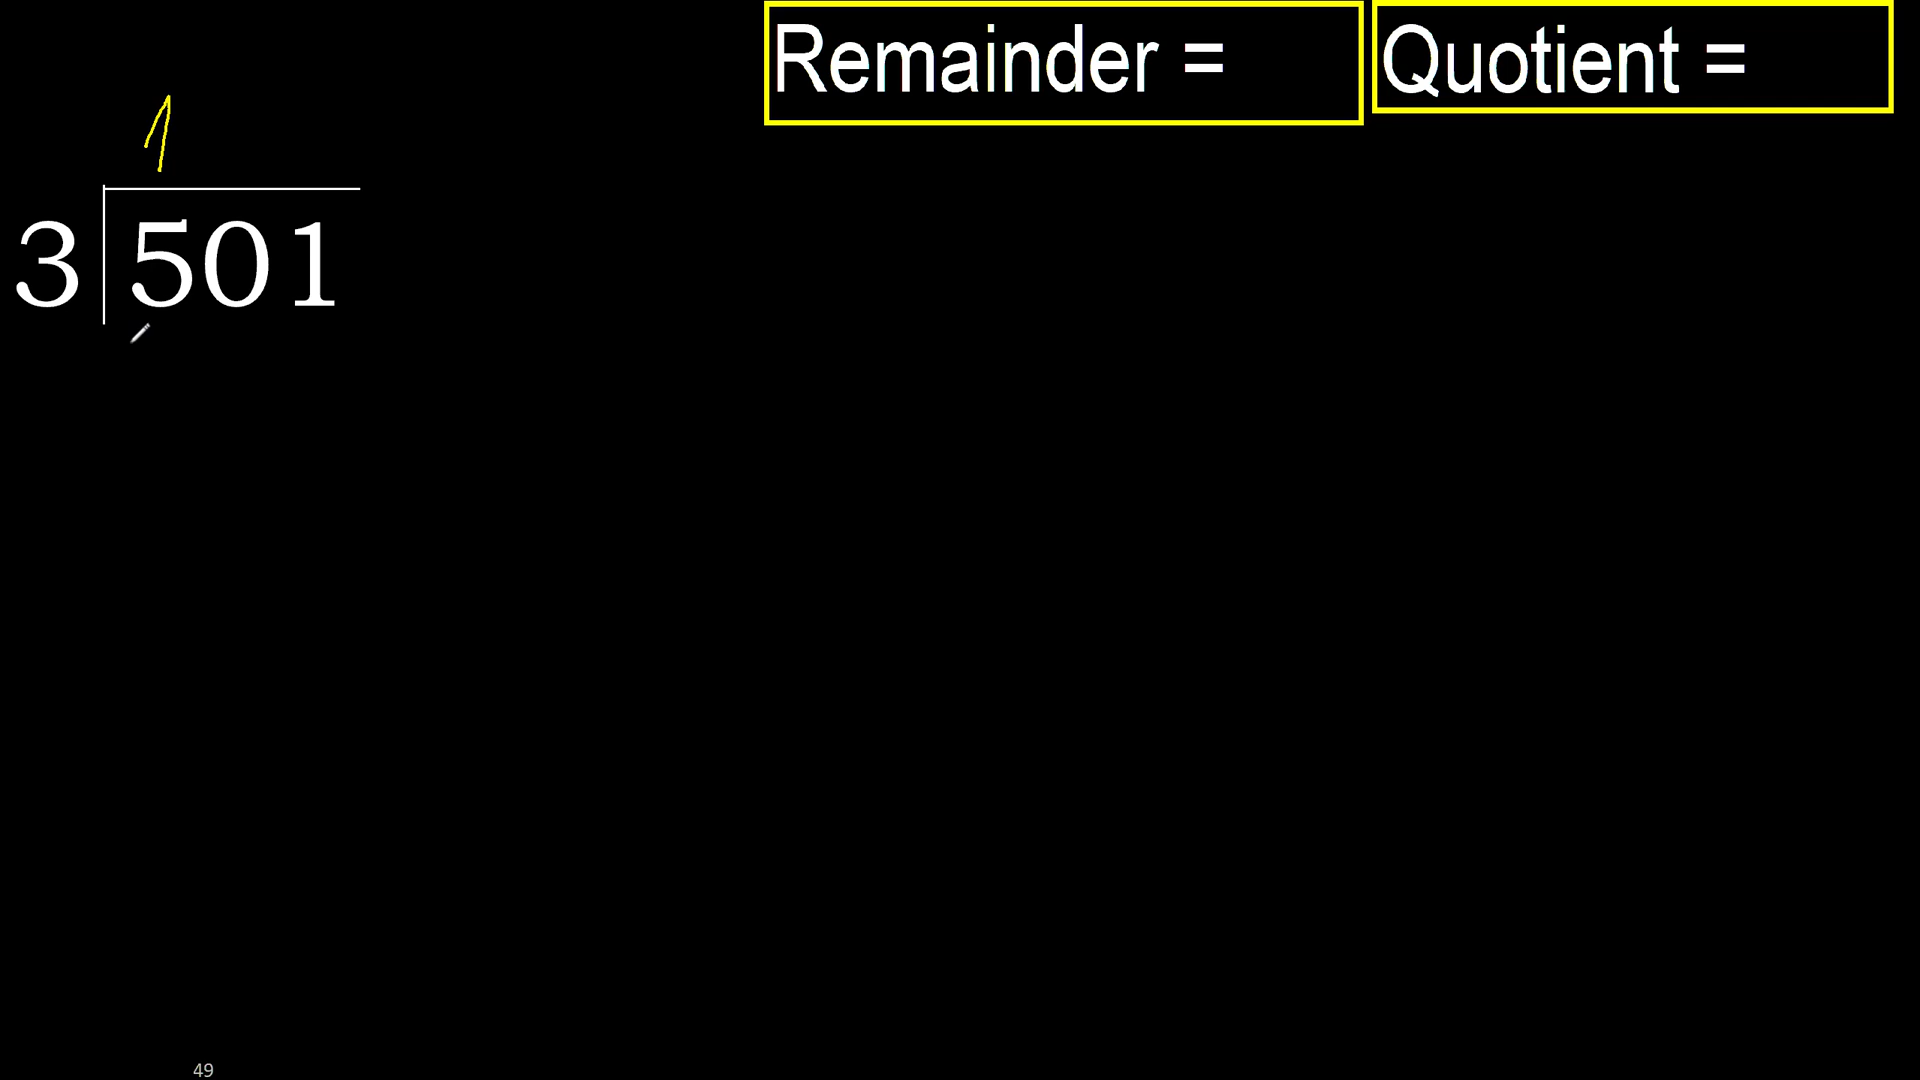 Remainder = Quotient =
1
3 501
49